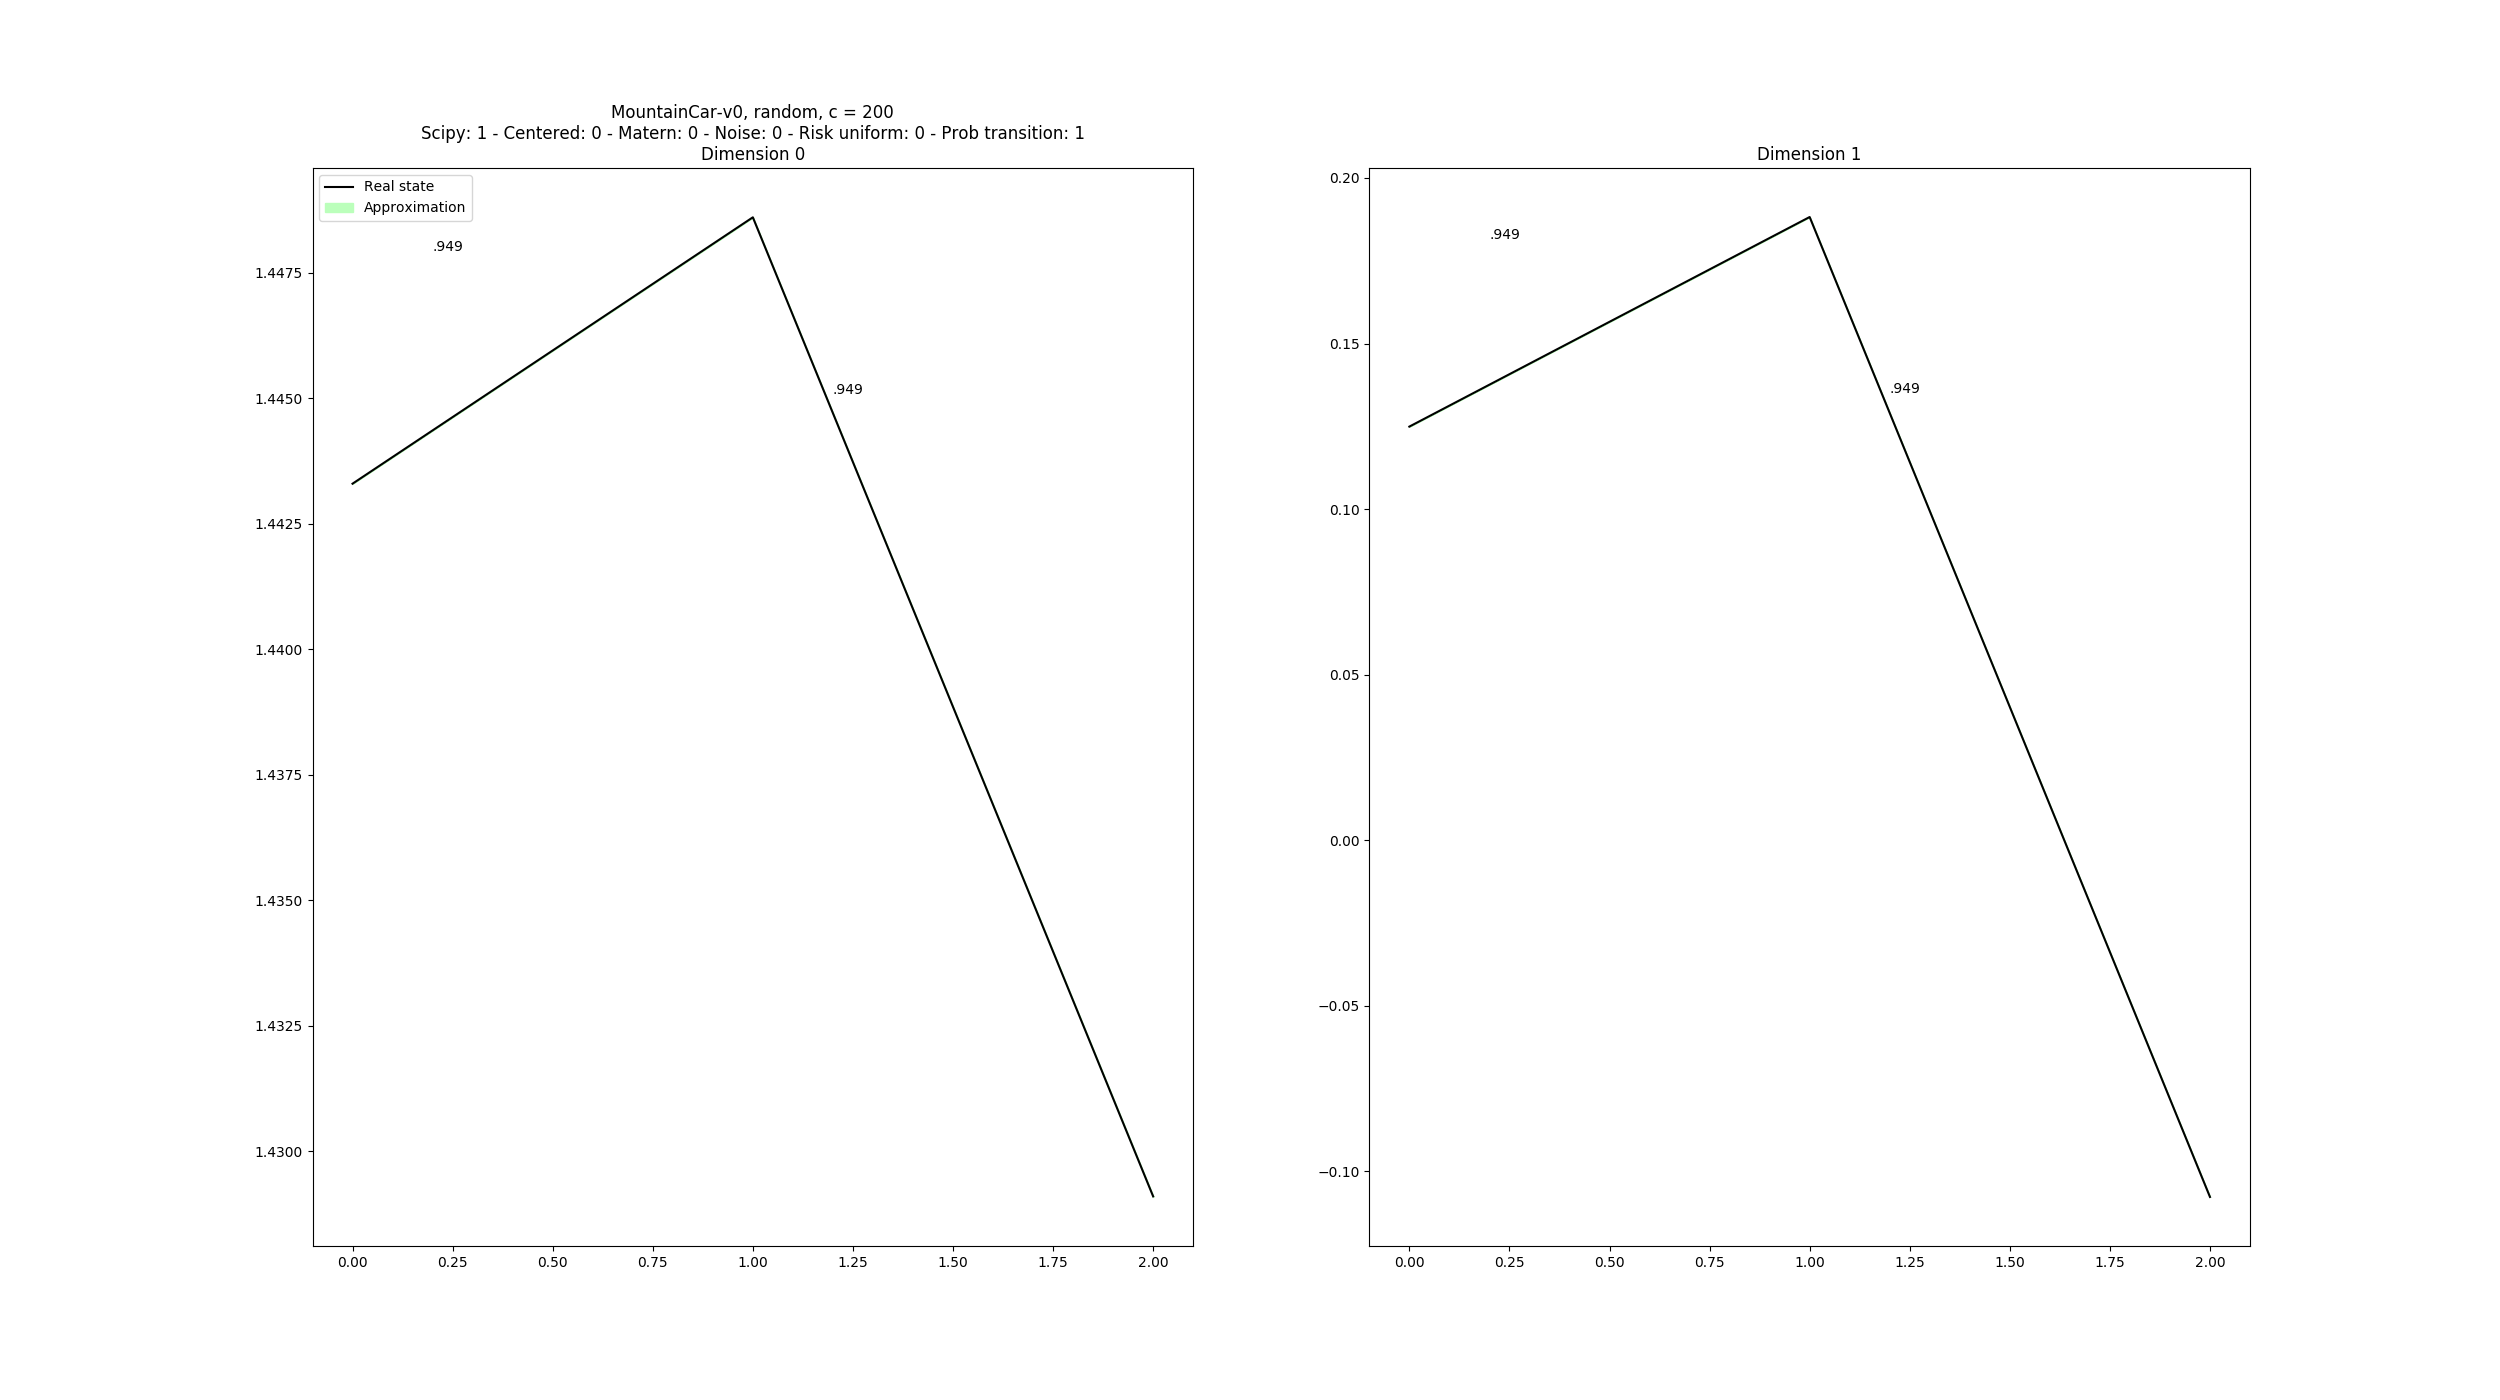 MountainCar-v0, random, c = 200
Scipy: 1 - Centered: 0 - Matern: 0 - Noise: 0 - Risk uniform: 0 - Prob transition: 1
Dimension 0
Real state
Approximation
.949
.949
1.4475
1.4450
1.4425
1.4400
1.4375
1.4350
1.4325
1.4300
0.00 0.25 0.50 0.75 1.00 1.25 1.50 1.75 2.00
Dimension 1
.949
.949
0.20
0.15
0.10
0.05
0.00
−0.05
−0.10
0.00 0.25 0.50 0.75 1.00 1.25 1.50 1.75 2.00